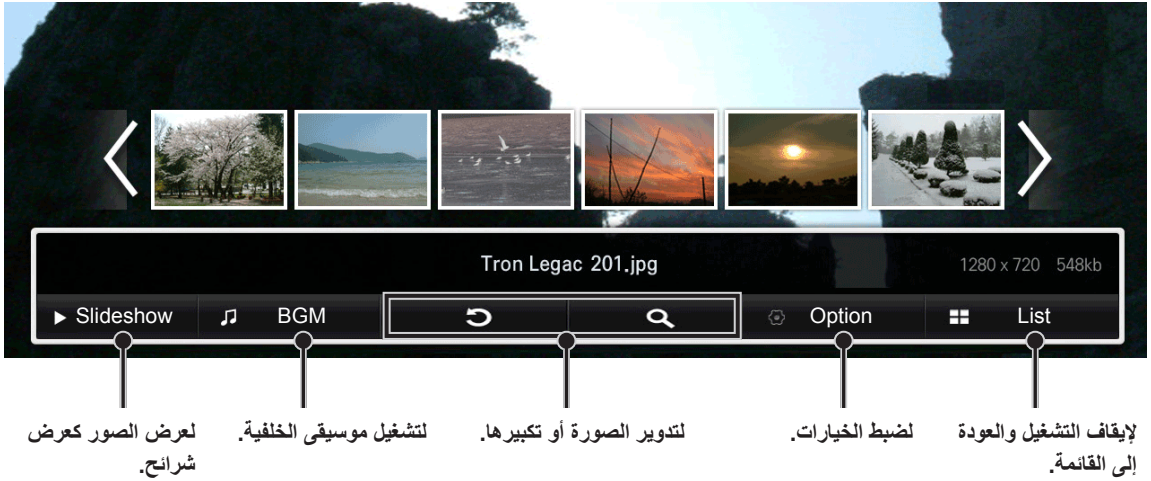 Tron Legac 201.jpg
1280 x 720 548kb
Slideshow
BGM
Option
List
لعرض الصور كعرض
شرائح.
لتشغيل موسيقى الخلفية.
لتدوير الصورة أو تكبيرها.
لضبط الخيارات.
لإيقاف التشغيل والعودة
إلى القائمة.